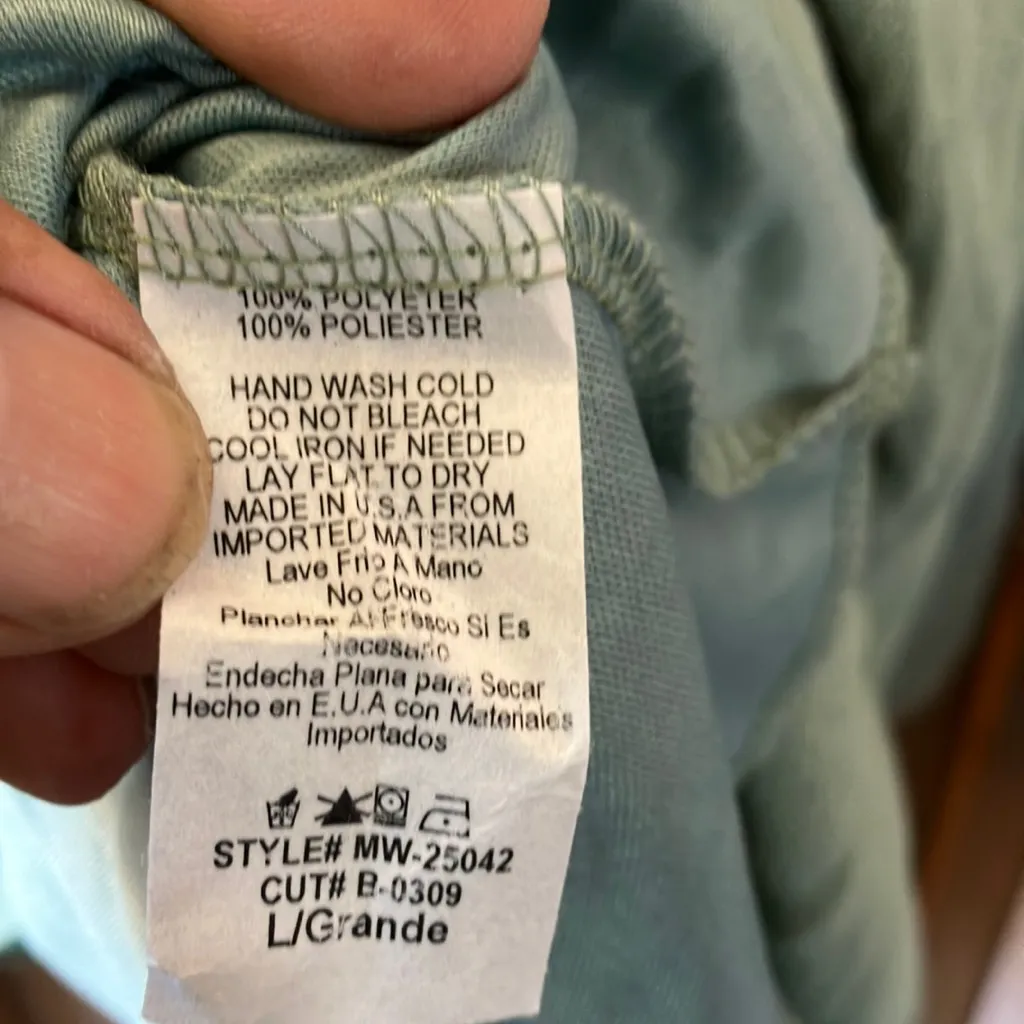 100% POLYETER
100% POLIESTER
HAND WASH COLD
DO NOT BLEACH
COOL IRON IF NEEDED
LAY FLAT TO DRY
MADE IN U.S.A FROM
IMPORTED MATERIALS
Lave Frio A Mano
No Cloro
Planchar Al Fresco Si Es
Necesario
Endecha Plana para Secar
Hecho en E.U.A con Materiales
Importados
STYLE# MW-25042
CUT# B-0309
L/Grande